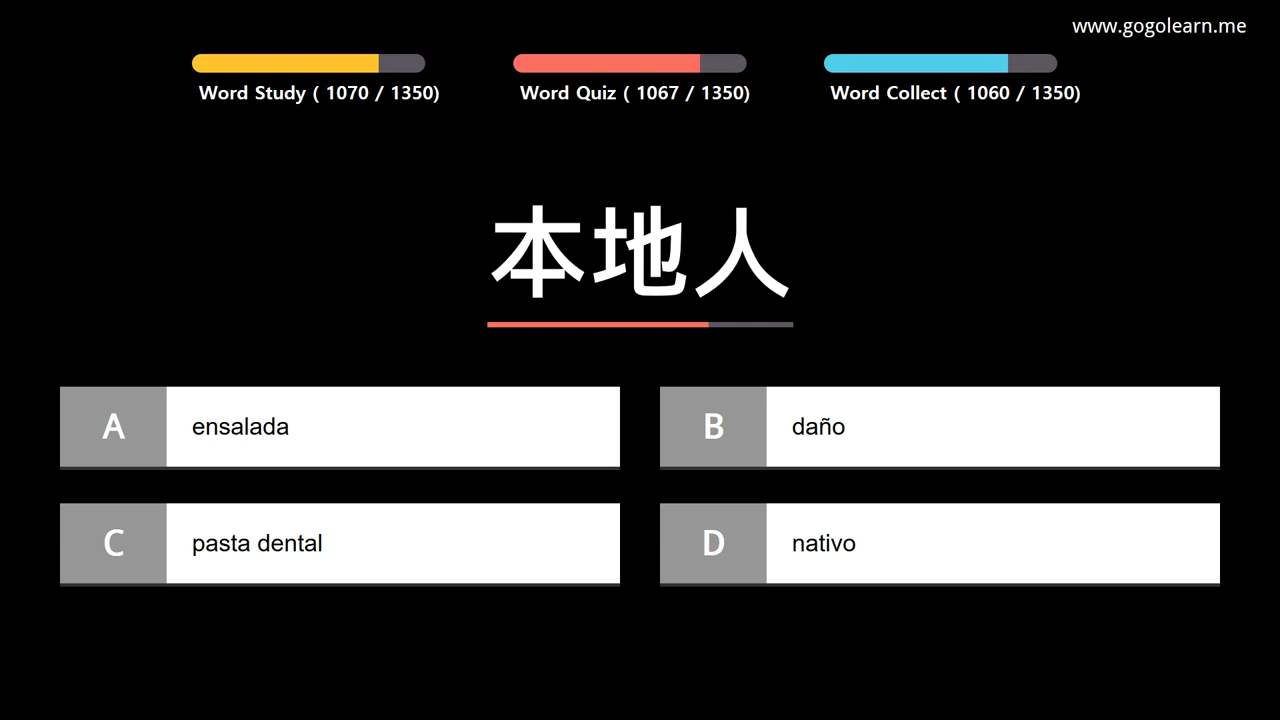 www.gogolearn.me
Word Study ( 1070 / 1350)
Word Quiz ( 1067 / 1350)
Word Collect ( 1060 / 1350)
本地人
A ensalada
B daño
C pasta dental
D nativo